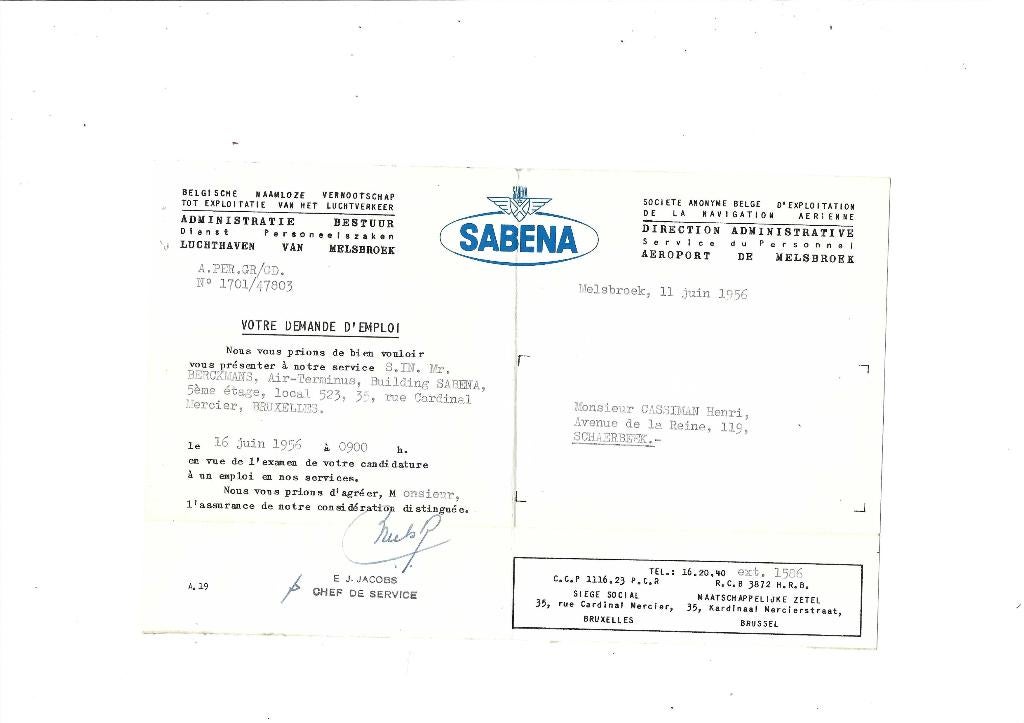 BELGISCHE NAAMLOZE VERNOOTSCHAP
TOT EXPLOITATIE VAN HET LUCHTVERKEER
ADMINISTRATIE BESTUUR
Dienst Personeelszaken
LUCHTHAVEN VAN MELSBROEK
A.PER.GR/CD.
N° 1701/47803
SABENA
SOCIETE ANONYME BELGE D'EXPLOITATION
DE LA NAVIGATION AERIENNE
DIRECTION ADMINISTRATIVE
Service du Personnel
AEROPORT DE MELSBROEK
Melsbroek, 11 juin 1956
VOTRE DEMANDE D'EMPLOI
Nous vous prions de bien vouloir
vous présenter à notre service S.IN. Mr.
BERCKMANS, Air-Terminus, Building SABENA,
5ème étage, local 523, 35, rue Cardinal
Mercier, BRUXELLES.
le 16 juin 1956 à 0900 h.
en vue de l'examen de votre candidature
à un emploi en nos services.
Nous vous prions d'agréer, Monsieur,
l'assurance de notre considération distinguée.
E J. JACOBS
CHEF DE SERVICE
A.19
Monsieur CASSIMAN Henri,
Avenue de la Reine, 119,
SCHAERBEEK.-
TEL.: 16.20.40 ext. 1586
C.C.P 1116.23 P.C.R R.C.B 3872 H.R.B.
SIEGE SOCIAL MAATSCHAPPELIJKE ZETEL
35, rue Cardinal Mercier, 35, Kardinaal Mercierstraat,
BRUXELLES BRUSSEL